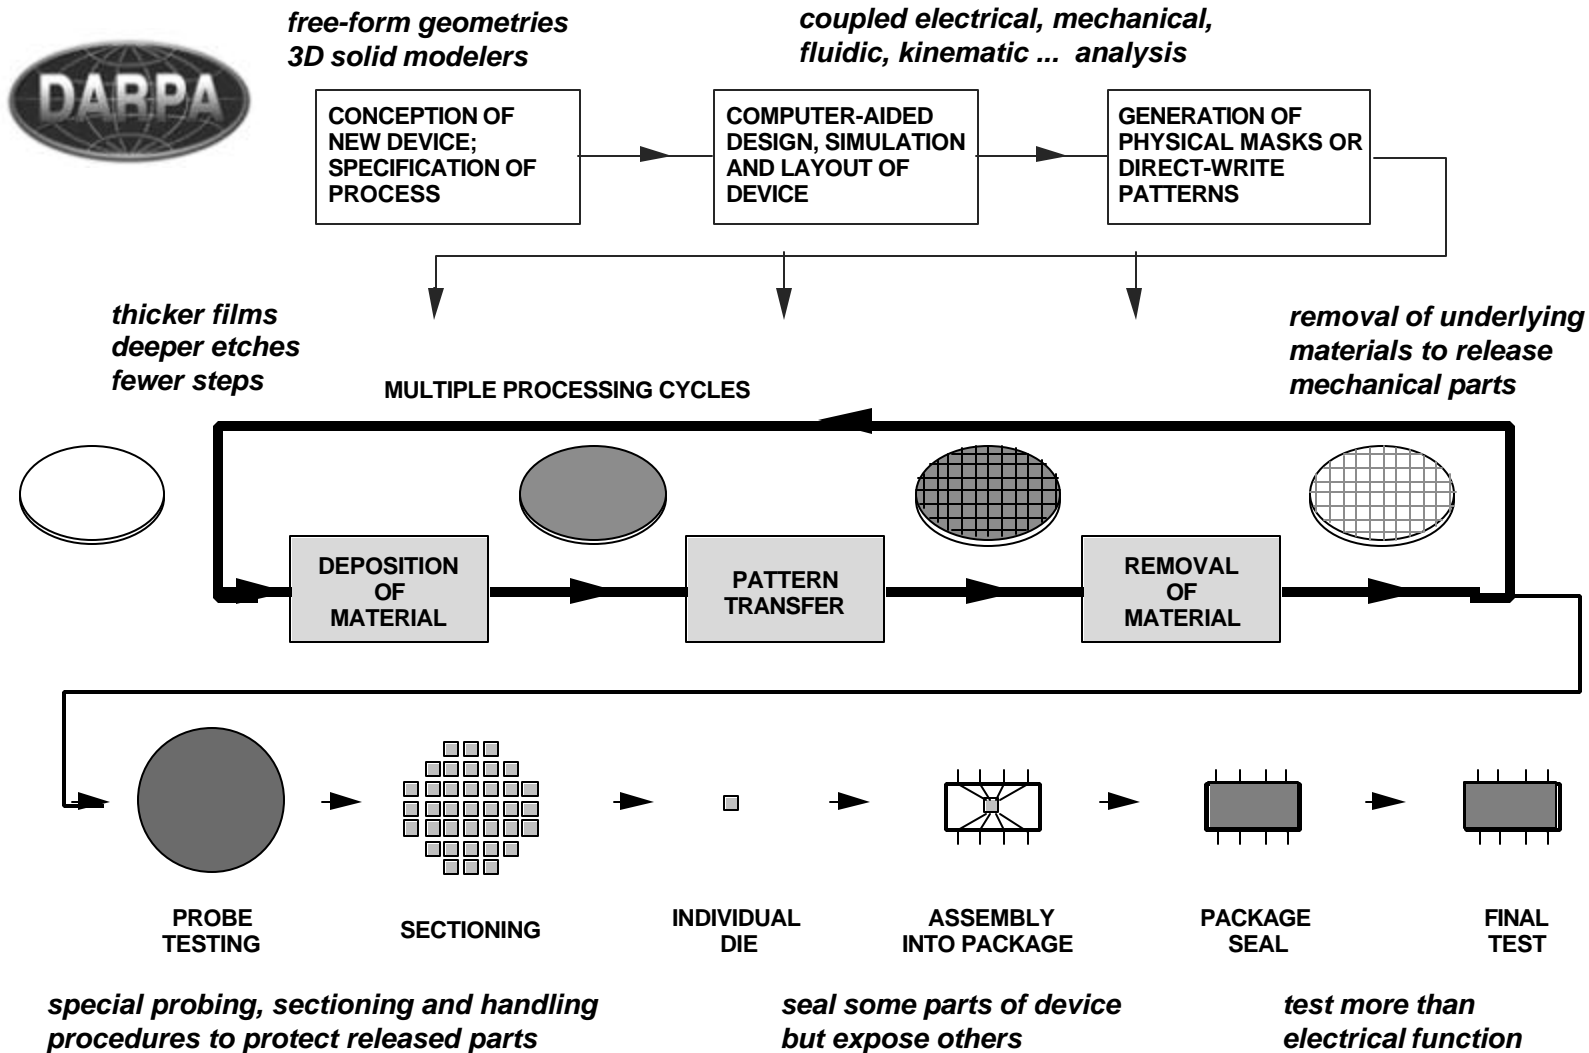 DARPA
free-form geometries
3D solid modelers
coupled electrical, mechanical,
fluidic, kinematic ... analysis
CONCEPTION OF
NEW DEVICE;
SPECIFICATION OF
PROCESS
COMPUTER-AIDED
DESIGN, SIMULATION
AND LAYOUT OF
DEVICE
GENERATION OF
PHYSICAL MASKS OR
DIRECT-WRITE
PATTERNS
thicker films
deeper etches
fewer steps
removal of underlying
materials to release
mechanical parts
MULTIPLE PROCESSING CYCLES
DEPOSITION
OF
MATERIAL
PATTERN
TRANSFER
REMOVAL
OF
MATERIAL
PROBE
TESTING
SECTIONING
INDIVIDUAL
DIE
ASSEMBLY
INTO PACKAGE
PACKAGE
SEAL
FINAL
TEST
special probing, sectioning and handling
procedures to protect released parts
seal some parts of device
but expose others
test more than
electrical function